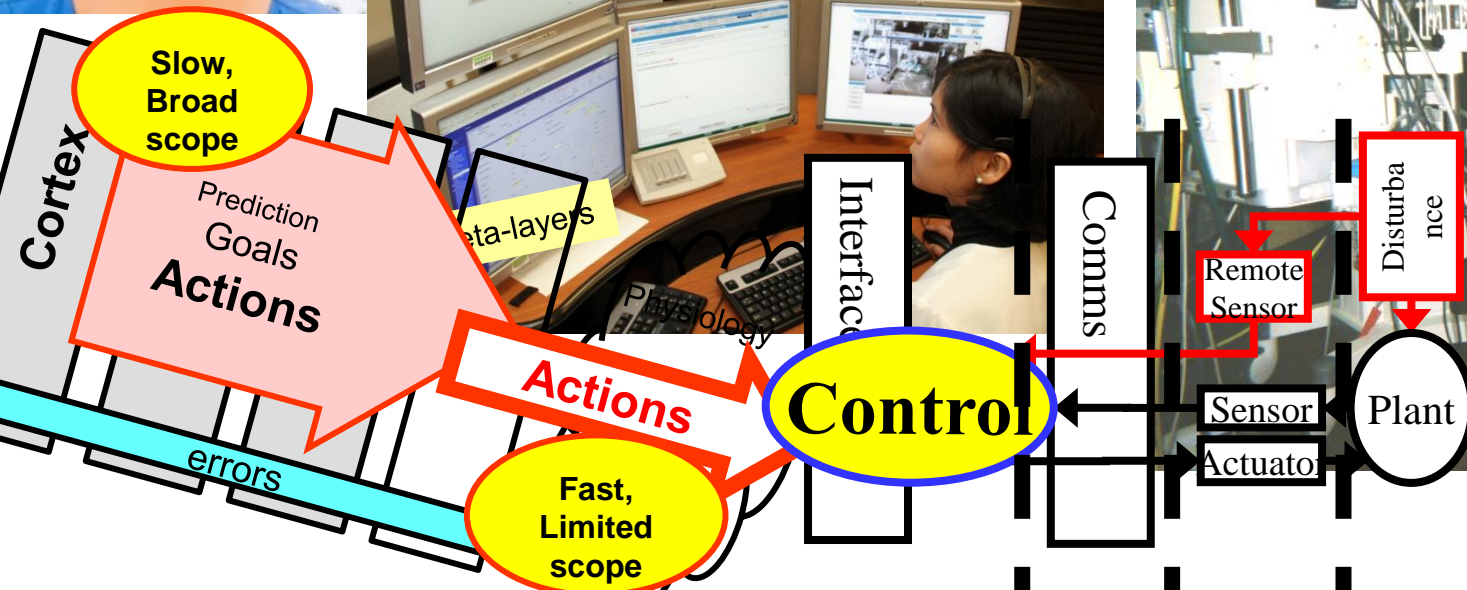 Slow,
Broad
scope
Cortex
Prediction
Goals
Actions
eta-layers
Physiology
errors
Actions
Fast,
Limited
scope
Interface
Control
Comms
Disturba
nce
Remote
Sensor
Sensor
Actuator
Plant